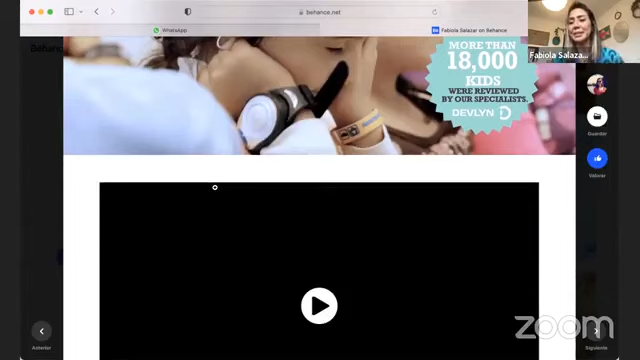 behance.net
WhatsApp
Bē Fabiola Salazar on Behance
Fabiola Salaza...
MORE THAN
18,000
KIDS
WERE REVIEWED
BY OUR SPECIALISTS.
DEVLYN
Guardar
Valorar
Anterior
Siguiente
zoom